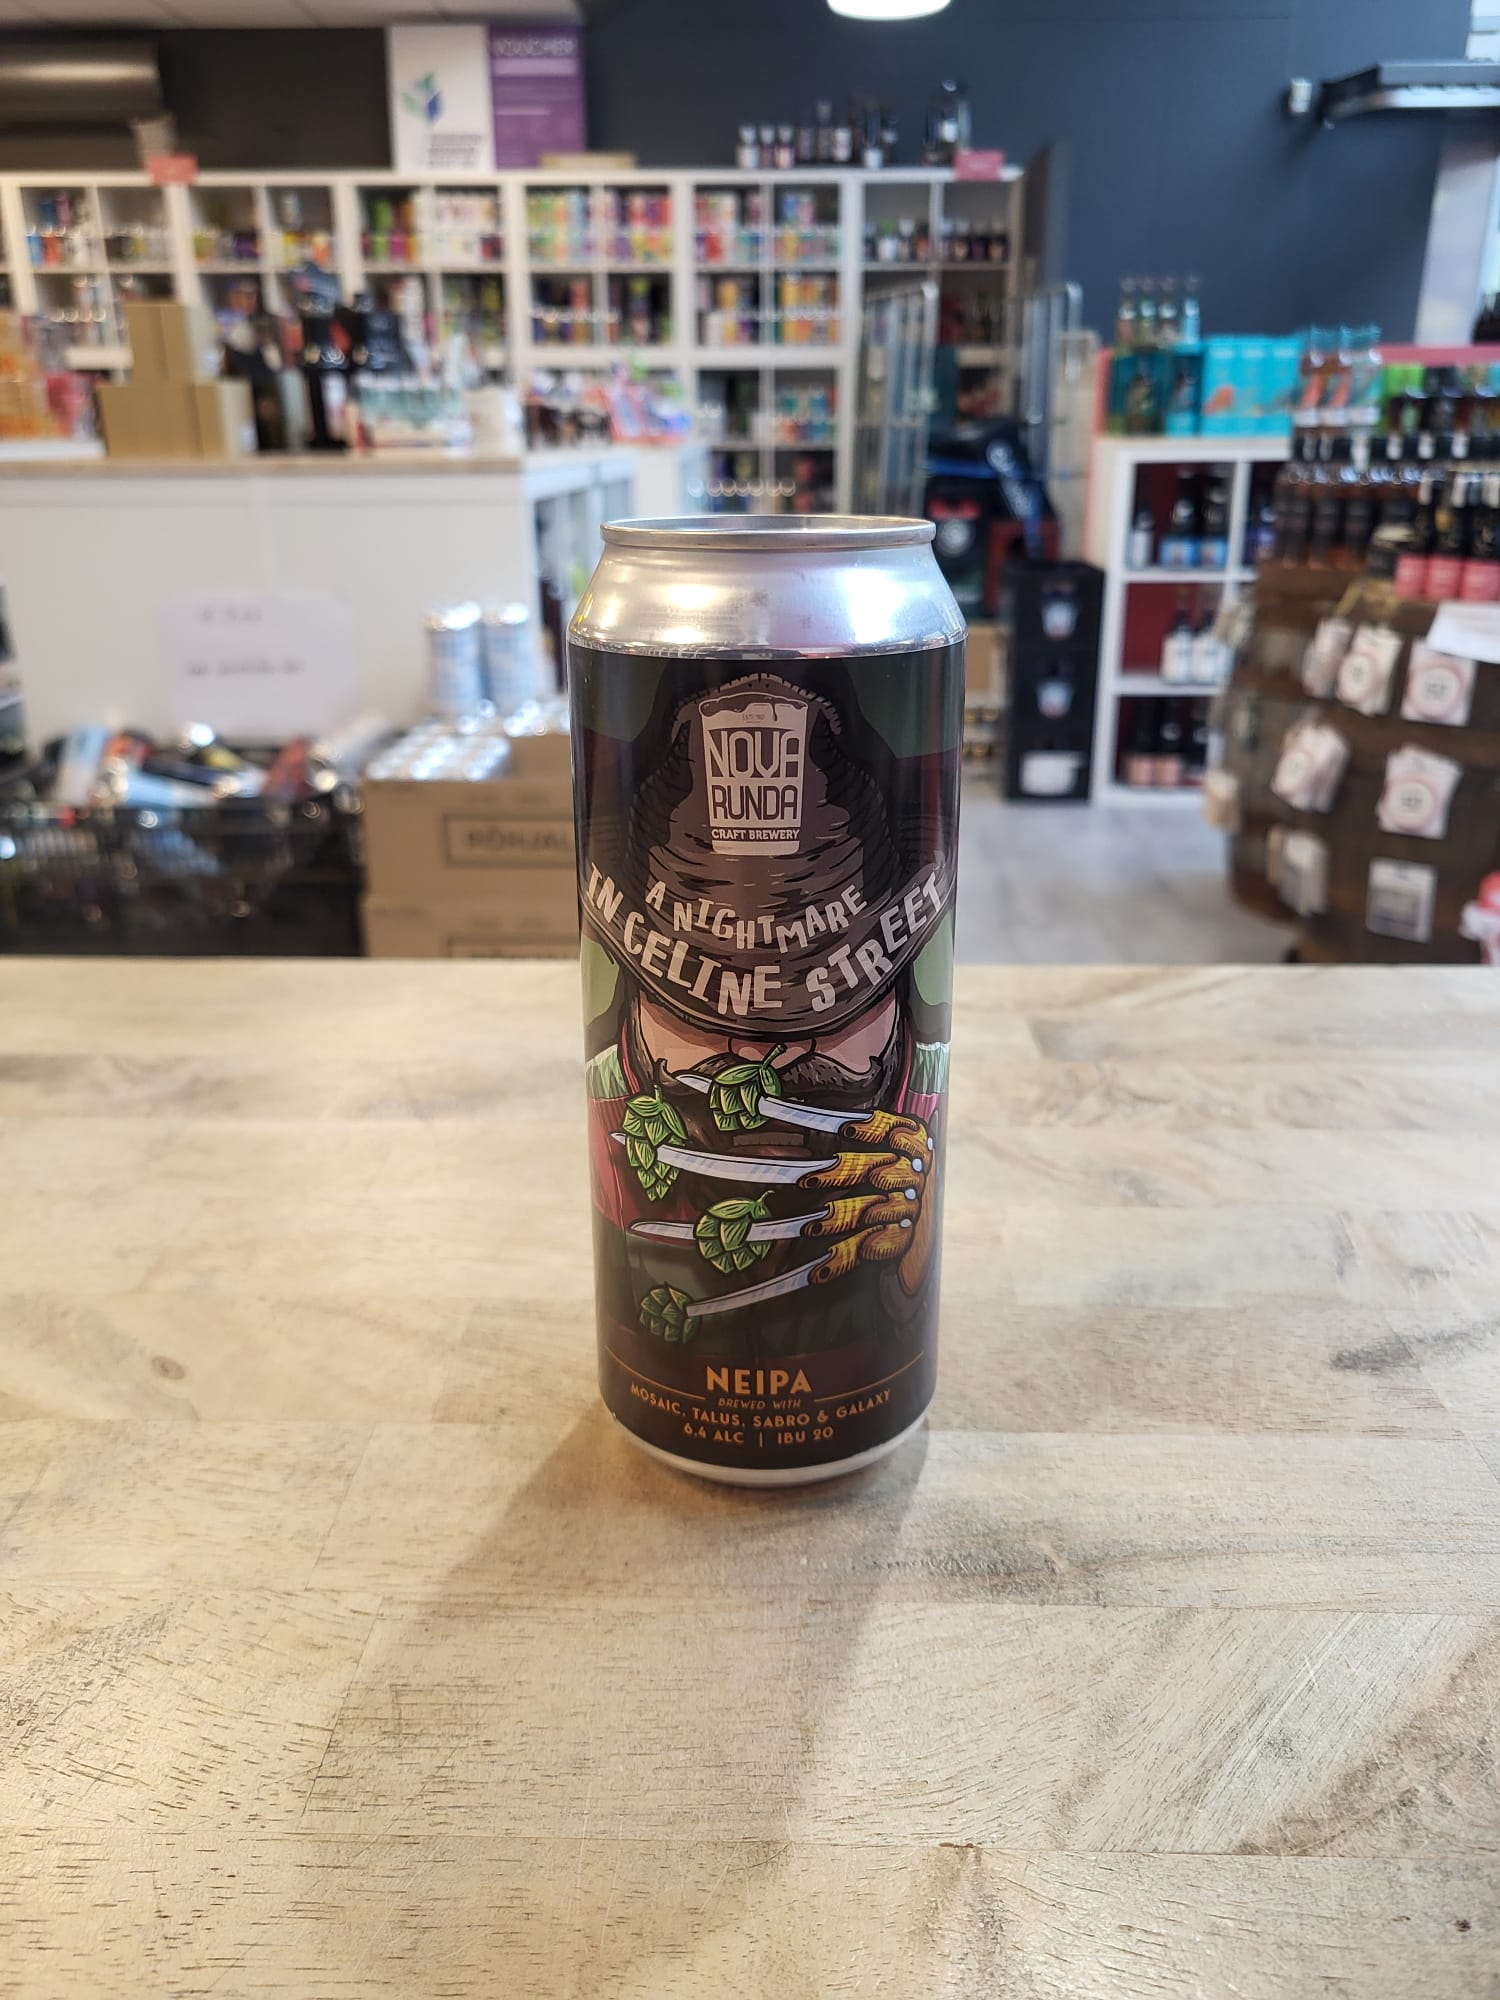 VOUCHER
NOVA
RUNDA
CRAFT BREWERY
A NIGHTMARE
IN CELINE STREET
NEIPA
BREWED WITH
MOSAIC, TALUS, SABRO & GALAXY
6,4 ALC | IBU 20